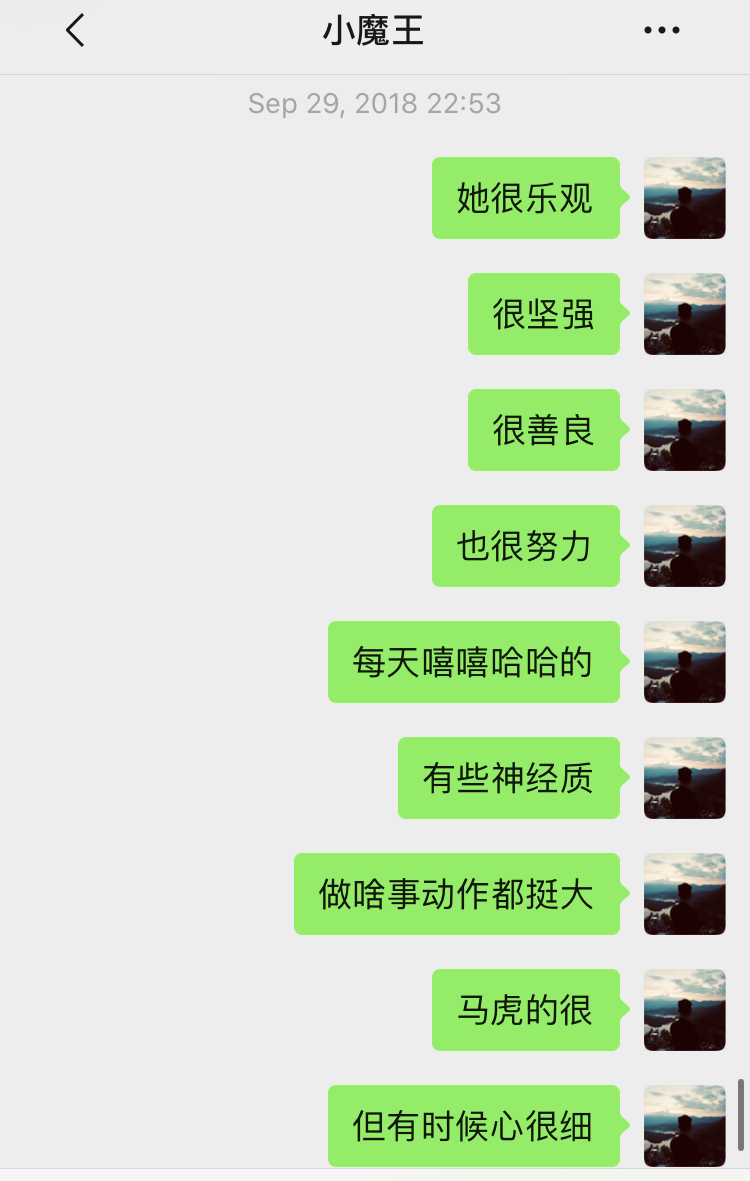 小魔王
Sep 29, 2018 22:53
她很乐观
很坚强
很善良
也很努力
每天嘻嘻哈哈的
有些神经质
做啥事动作都挺大
马虎的很
但有时候心很细